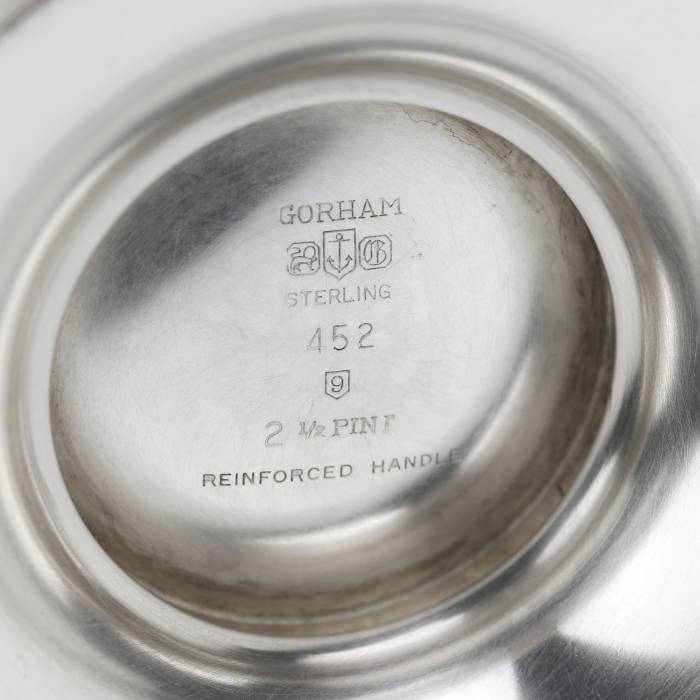 GORHAM
G
STERLING
452
9
2 ½ PINT
REINFORCED HANDLE